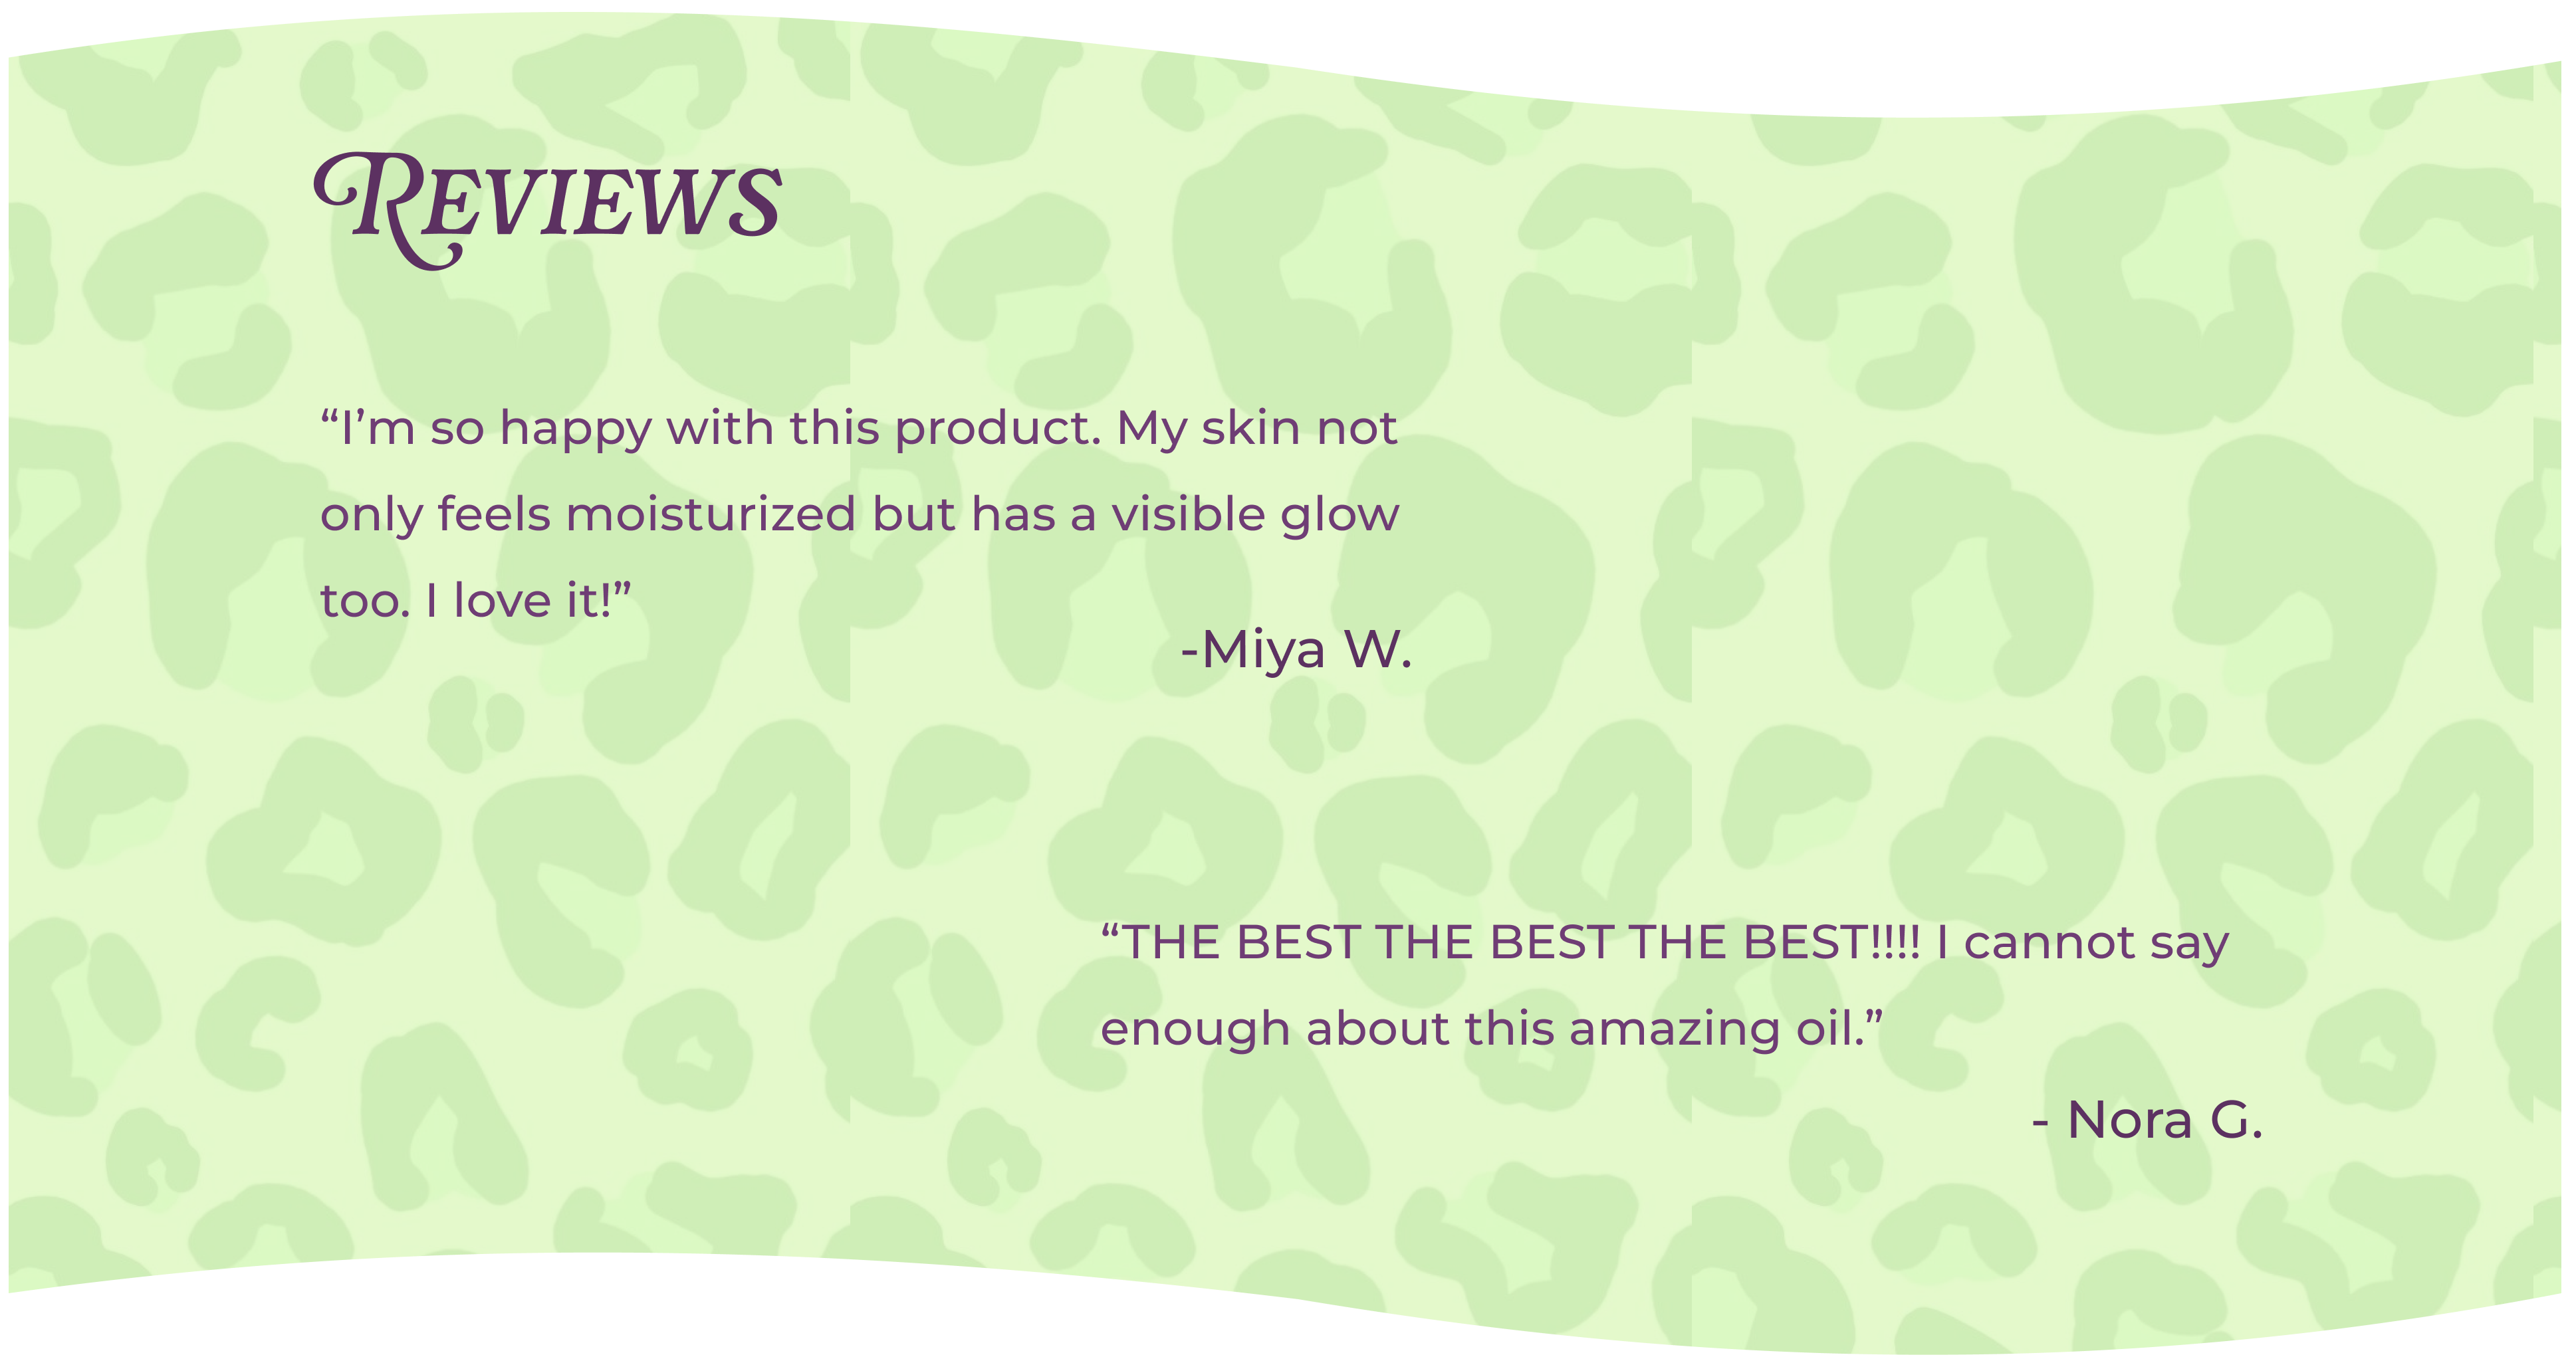 REVIEWS
“I’m so happy with this product. My skin not
only feels moisturized but has a visible glow
too. I love it!”
-Miya W.
“THE BEST THE BEST THE BEST!!!! I cannot say
enough about this amazing oil.”
- Nora G.